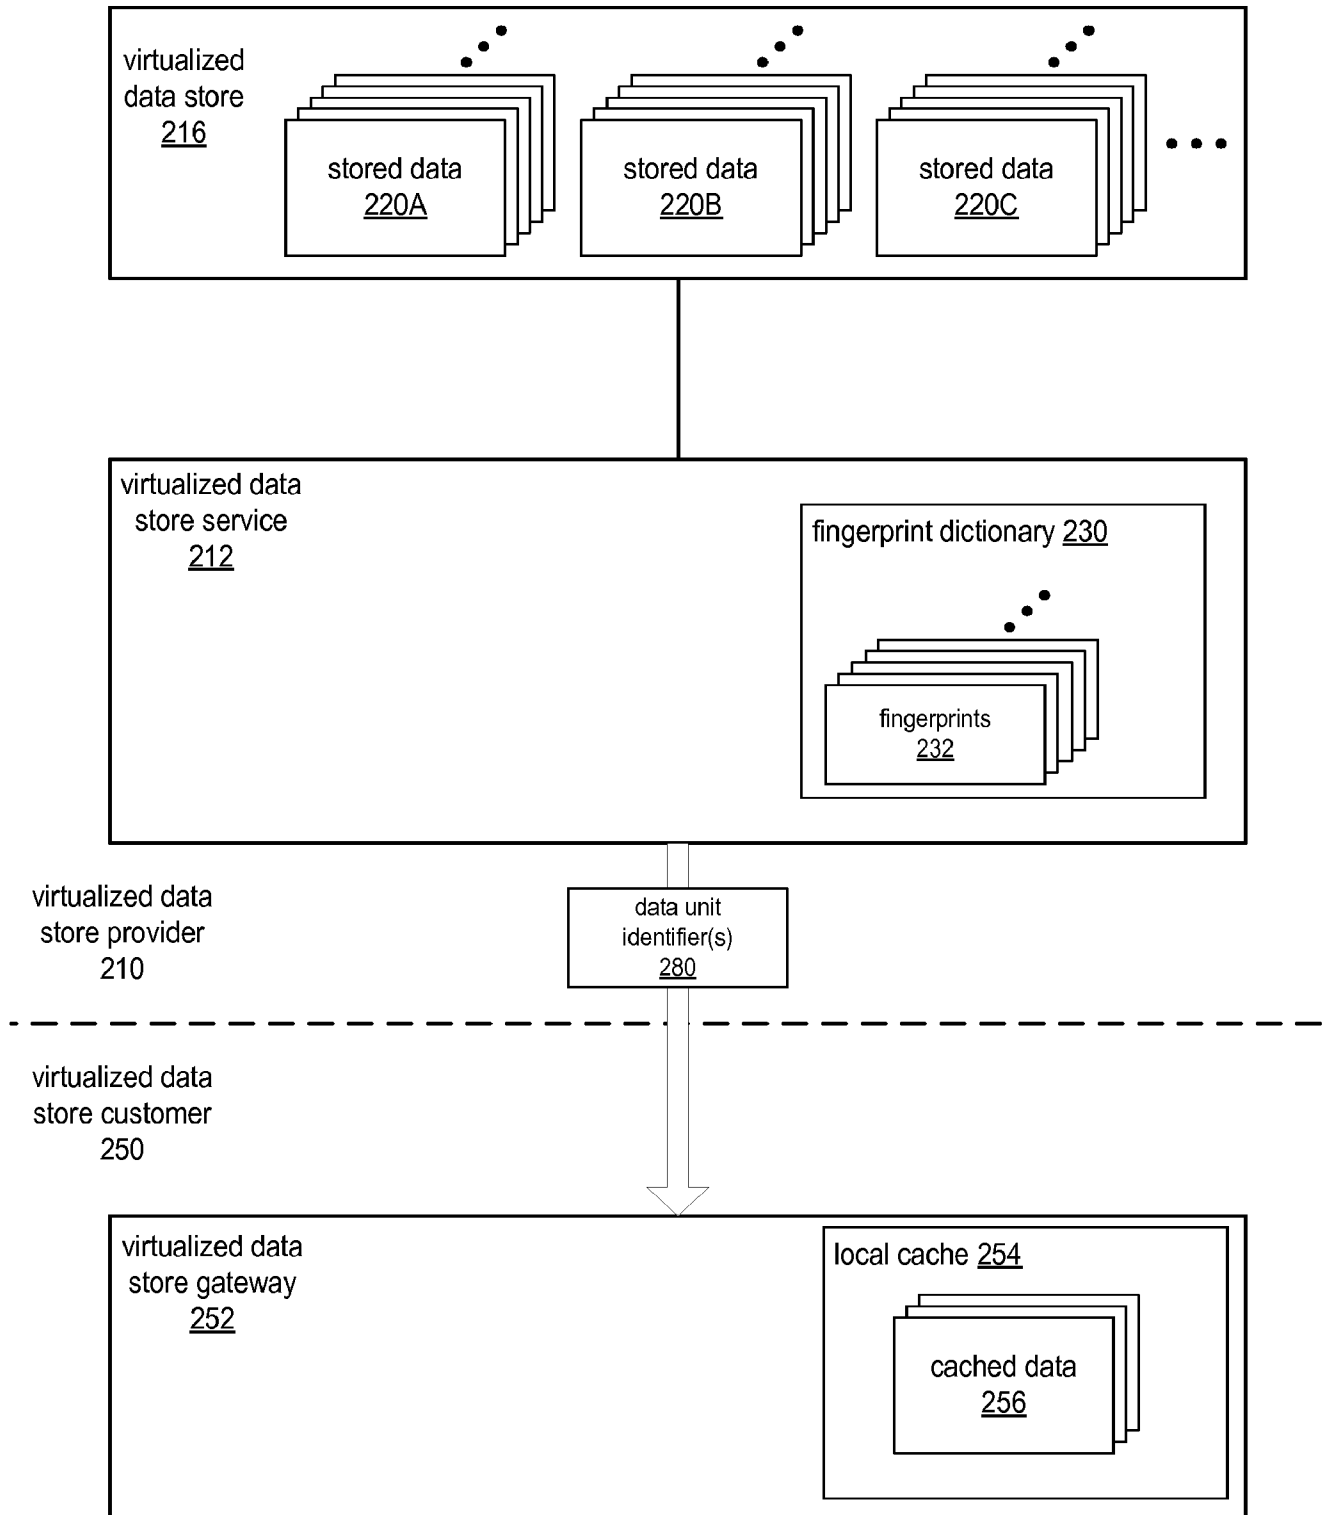 virtualized
data store
216
stored data
220A
stored data
220B
stored data
220C
virtualized data
store service
212
fingerprint dictionary 230
fingerprints
232
virtualized data
store provider
210
data unit
identifier(s)
280
virtualized data
store customer
250
virtualized data
store gateway
252
local cache 254
cached data
256